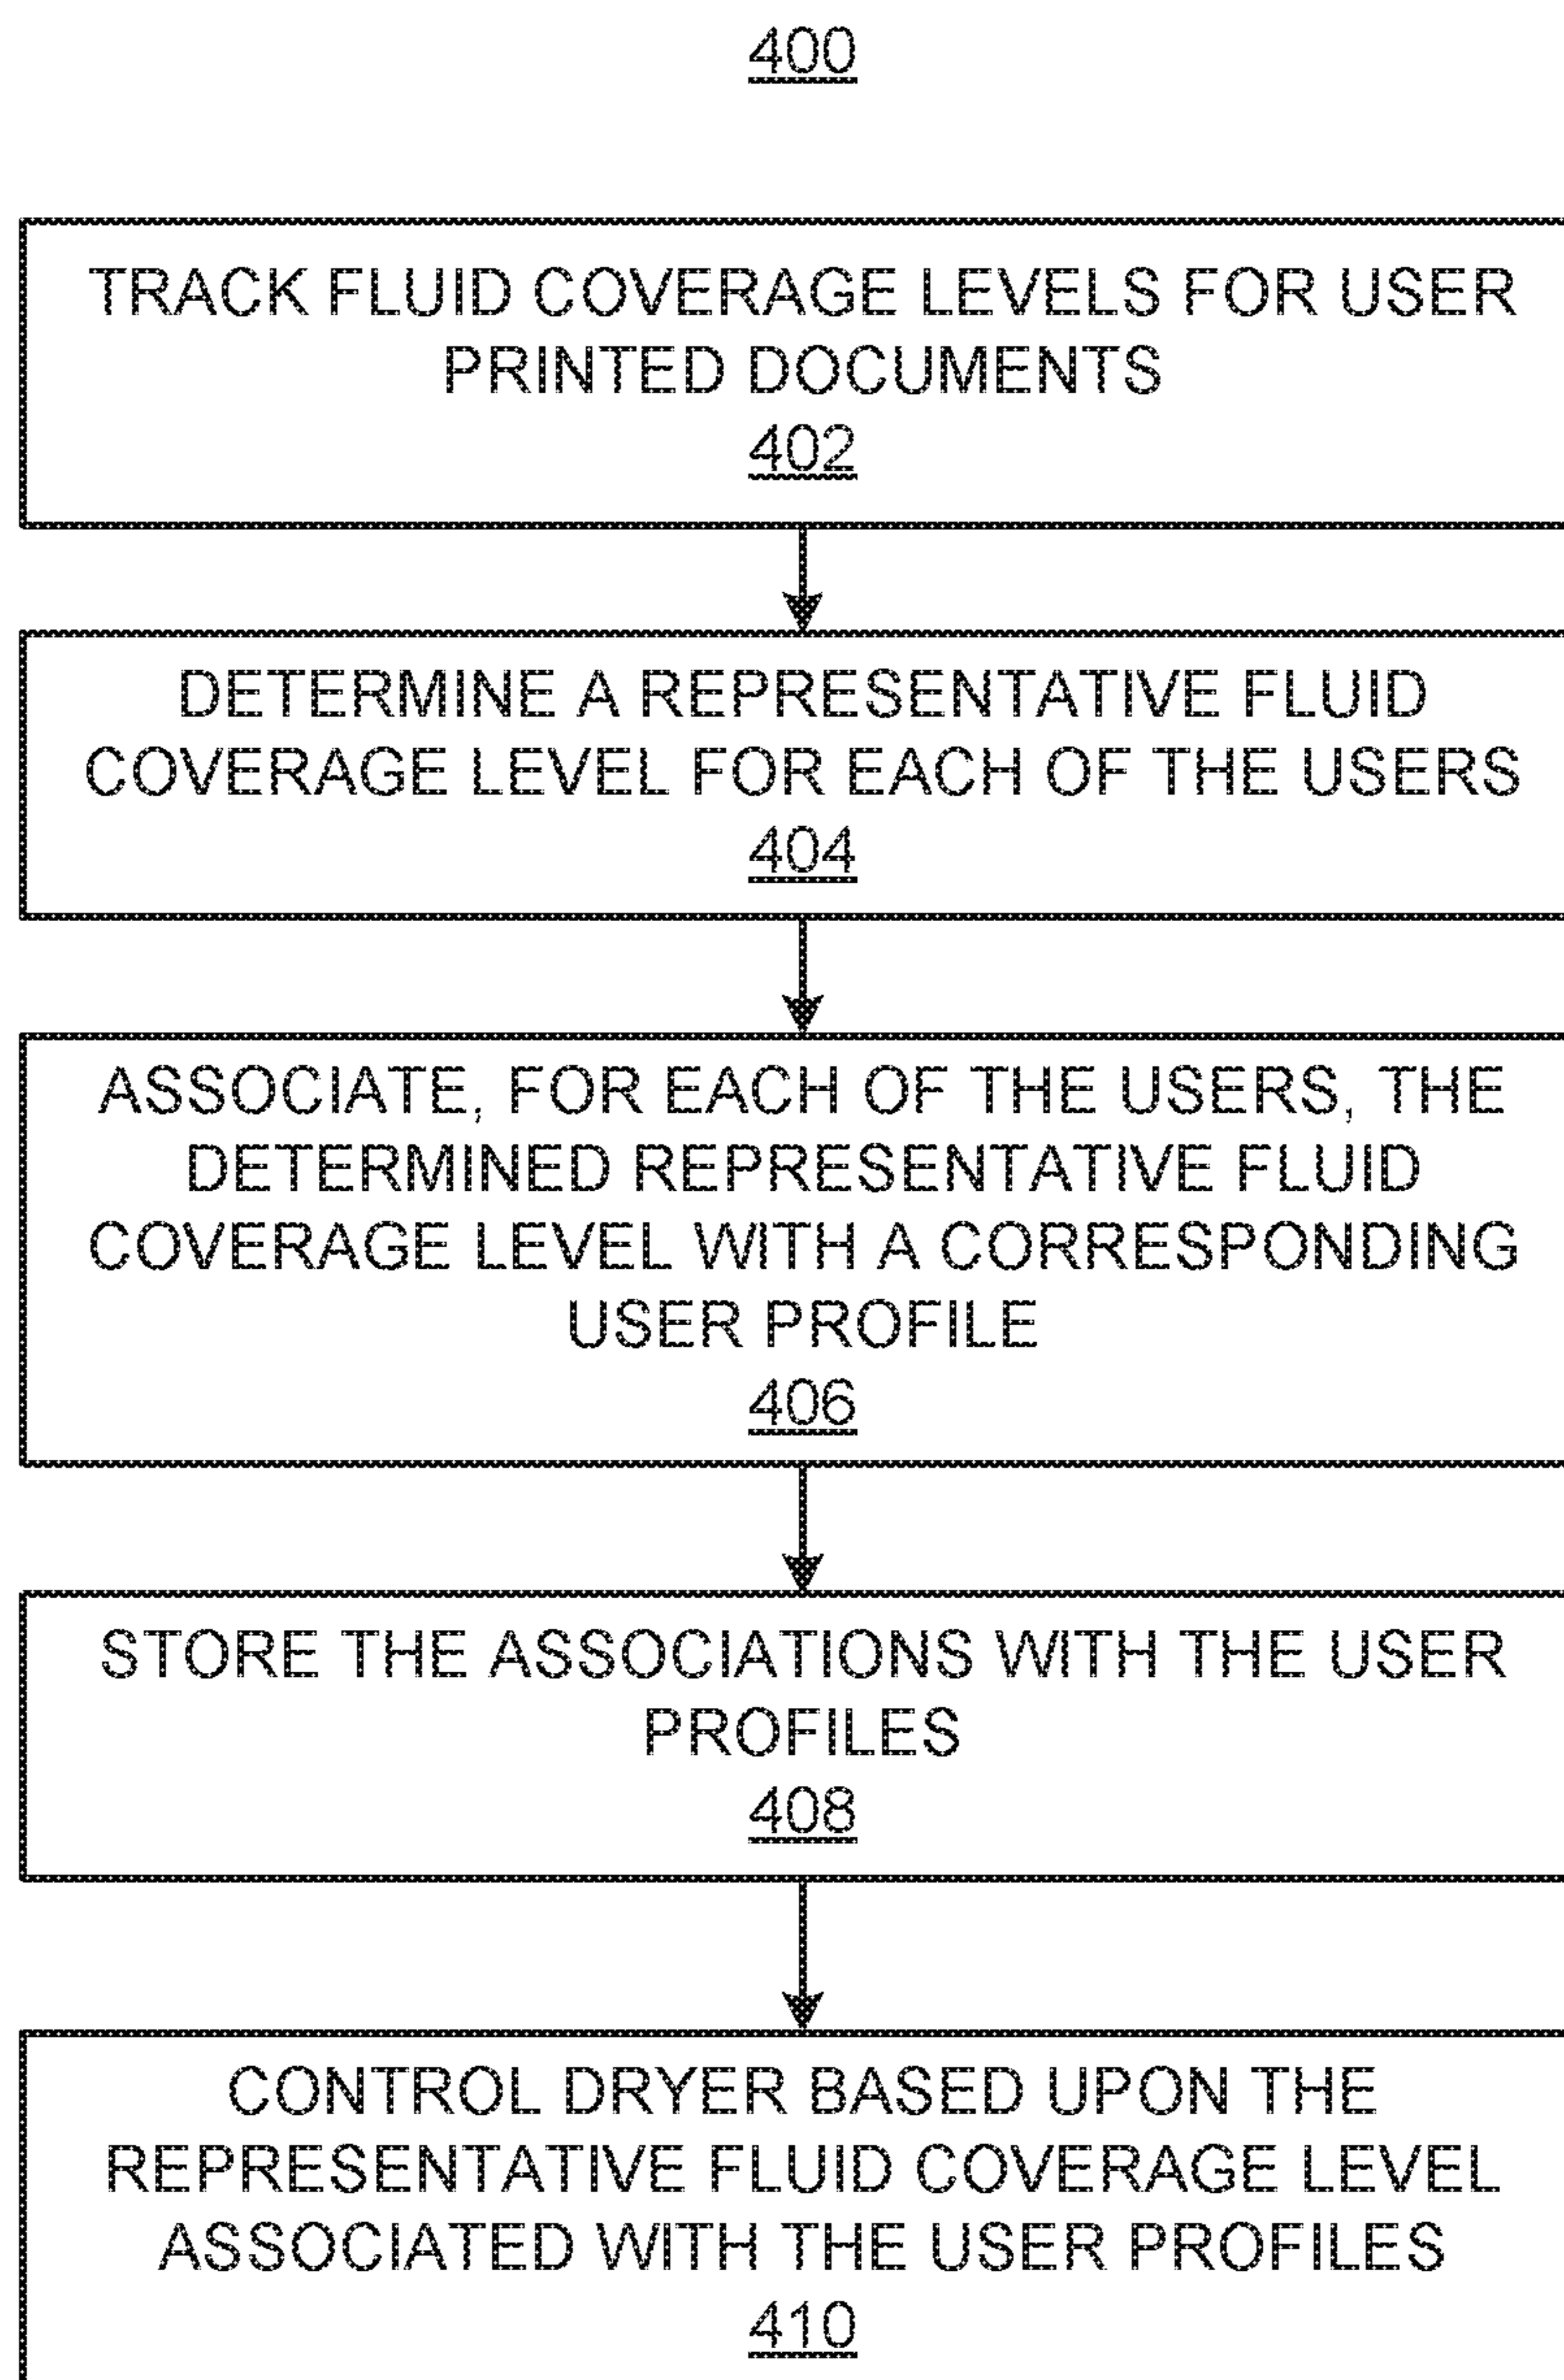 400
TRACK FLUID COVERAGE LEVELS FOR USER
PRINTED DOCUMENTS
402
DETERMINE A REPRESENTATIVE FLUID
COVERAGE LEVEL FOR EACH OF THE USERS
404
ASSOCIATE, FOR EACH OF THE USERS, THE
DETERMINED REPRESENTATIVE FLUID
COVERAGE LEVEL WITH A CORRESPONDING
USER PROFILE
406
STORE THE ASSOCIATIONS WITH THE USER
PROFILES
408
CONTROL DRYER BASED UPON THE
REPRESENTATIVE FLUID COVERAGE LEVEL
ASSOCIATED WITH THE USER PROFILES
410